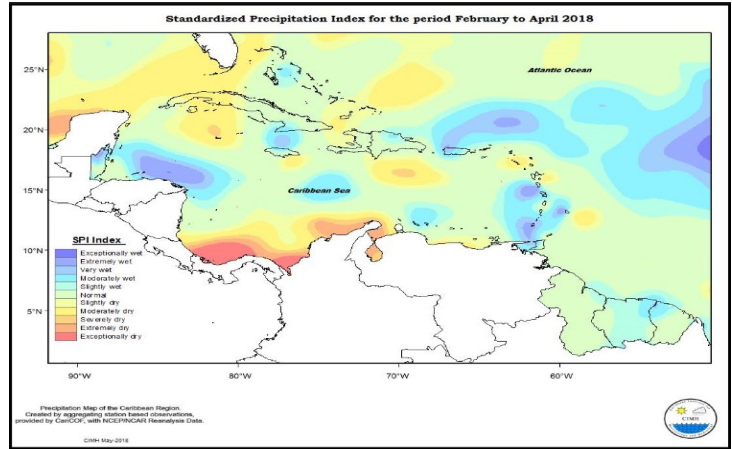 Standardized Precipitation Index for the period February to April 2018
25°N
Atlantic Ocean
20°N
15°N
Caribbean Sea
SPI Index
10°N
Exceptionally wet
Extremely wet
Very wet
Moderately wet
Slightly wet
Normal
Slightly dry
Moderately dry
Severely dry
Extremely dry
Exceptionally dry
5°N
90°W
80°W
70°W
60°W
Precipitation Map of the Caribbean Region.
Created by aggregating station based observations,
provided by CariCOF, with NCEP/NCAR Reanalysis Data.
CIMH May-2018
CIMH